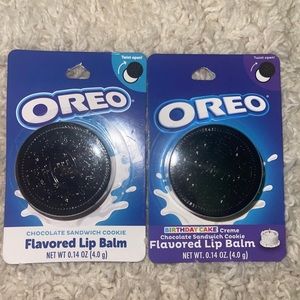 Twist open!
OREO
CHOCOLATE SANDWICH COOKIE
Flavored Lip Balm
NET WT. 0.14 OZ (4.0 g)
Twist open!
OREO
BIRTHDAY CAKE Creme
Chocolate Sandwich Cookie
Flavored Lip Balm
NET WT. 0.14 OZ (4.0 g)